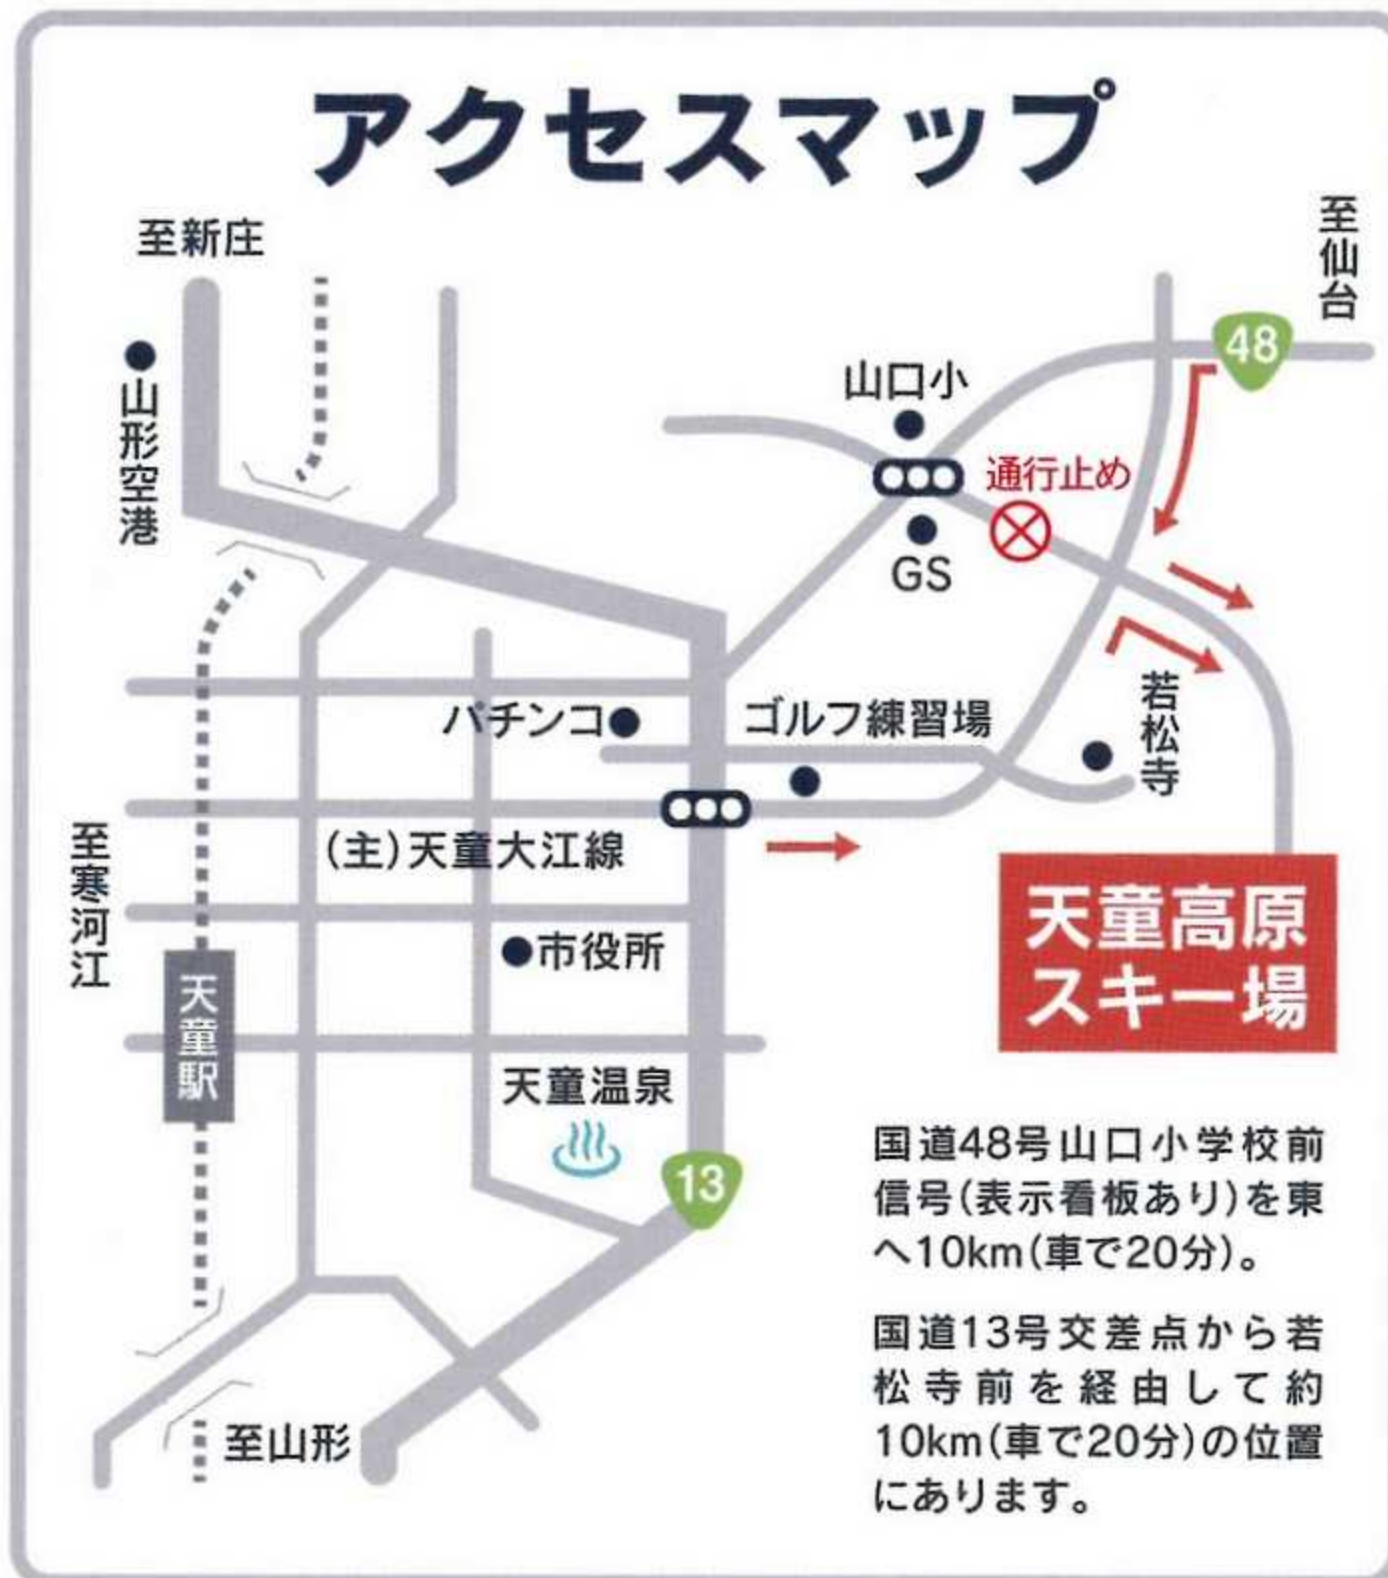 アクセスマップ
至新庄
至仙台
48
山形空港
山口小
通行止め
GS
パチンコ
ゴルフ練習場
若松寺
(主)天童大江線
至寒河江
市役所
天童高原
スキー場
天童駅
天童温泉
13
国道48号山口小学校前
信号(表示看板あり)を東
へ10km(車で20分)。
国道13号交差点から若
松寺前を経由して約
10km(車で20分)の位置
にあります。
至山形